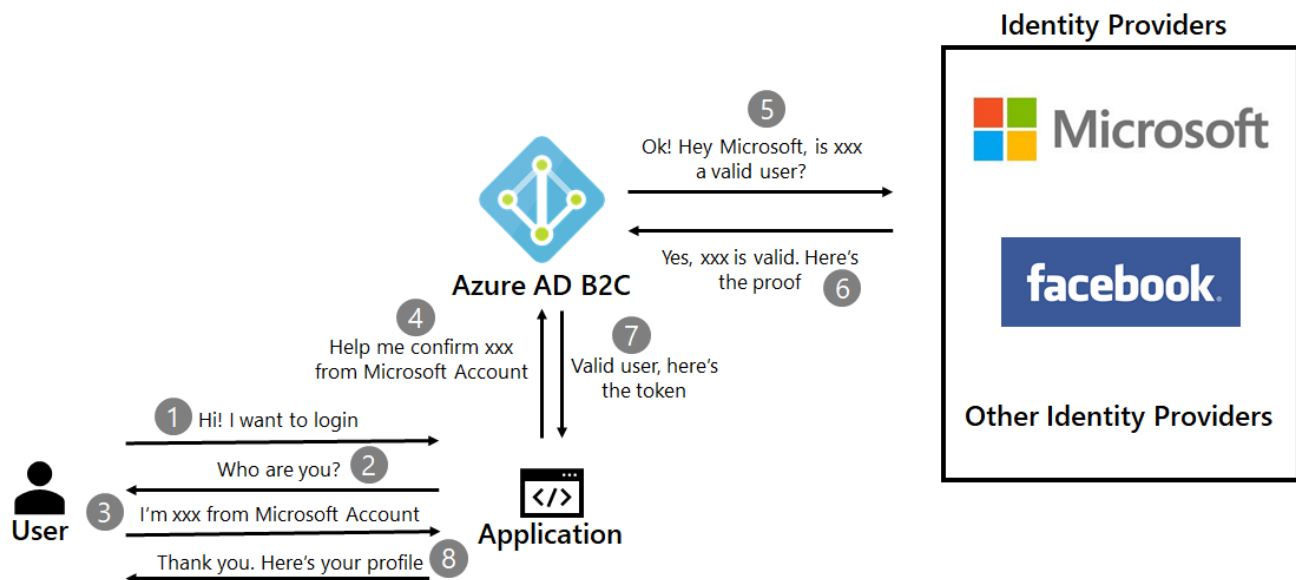 Identity Providers
Microsoft
5
Ok! Hey Microsoft, is xxx
a valid user?
Yes, xxx is valid. Here's
the proof
6
facebook.
Other Identity Providers
Azure AD B2C
4
Help me confirm xxx
from Microsoft Account
7
Valid user, here's
the token
1
Hi! I want to login
Who are you?
2
3
I'm xxx from Microsoft Account
Thank you. Here's your profile
8
User
</>
Application